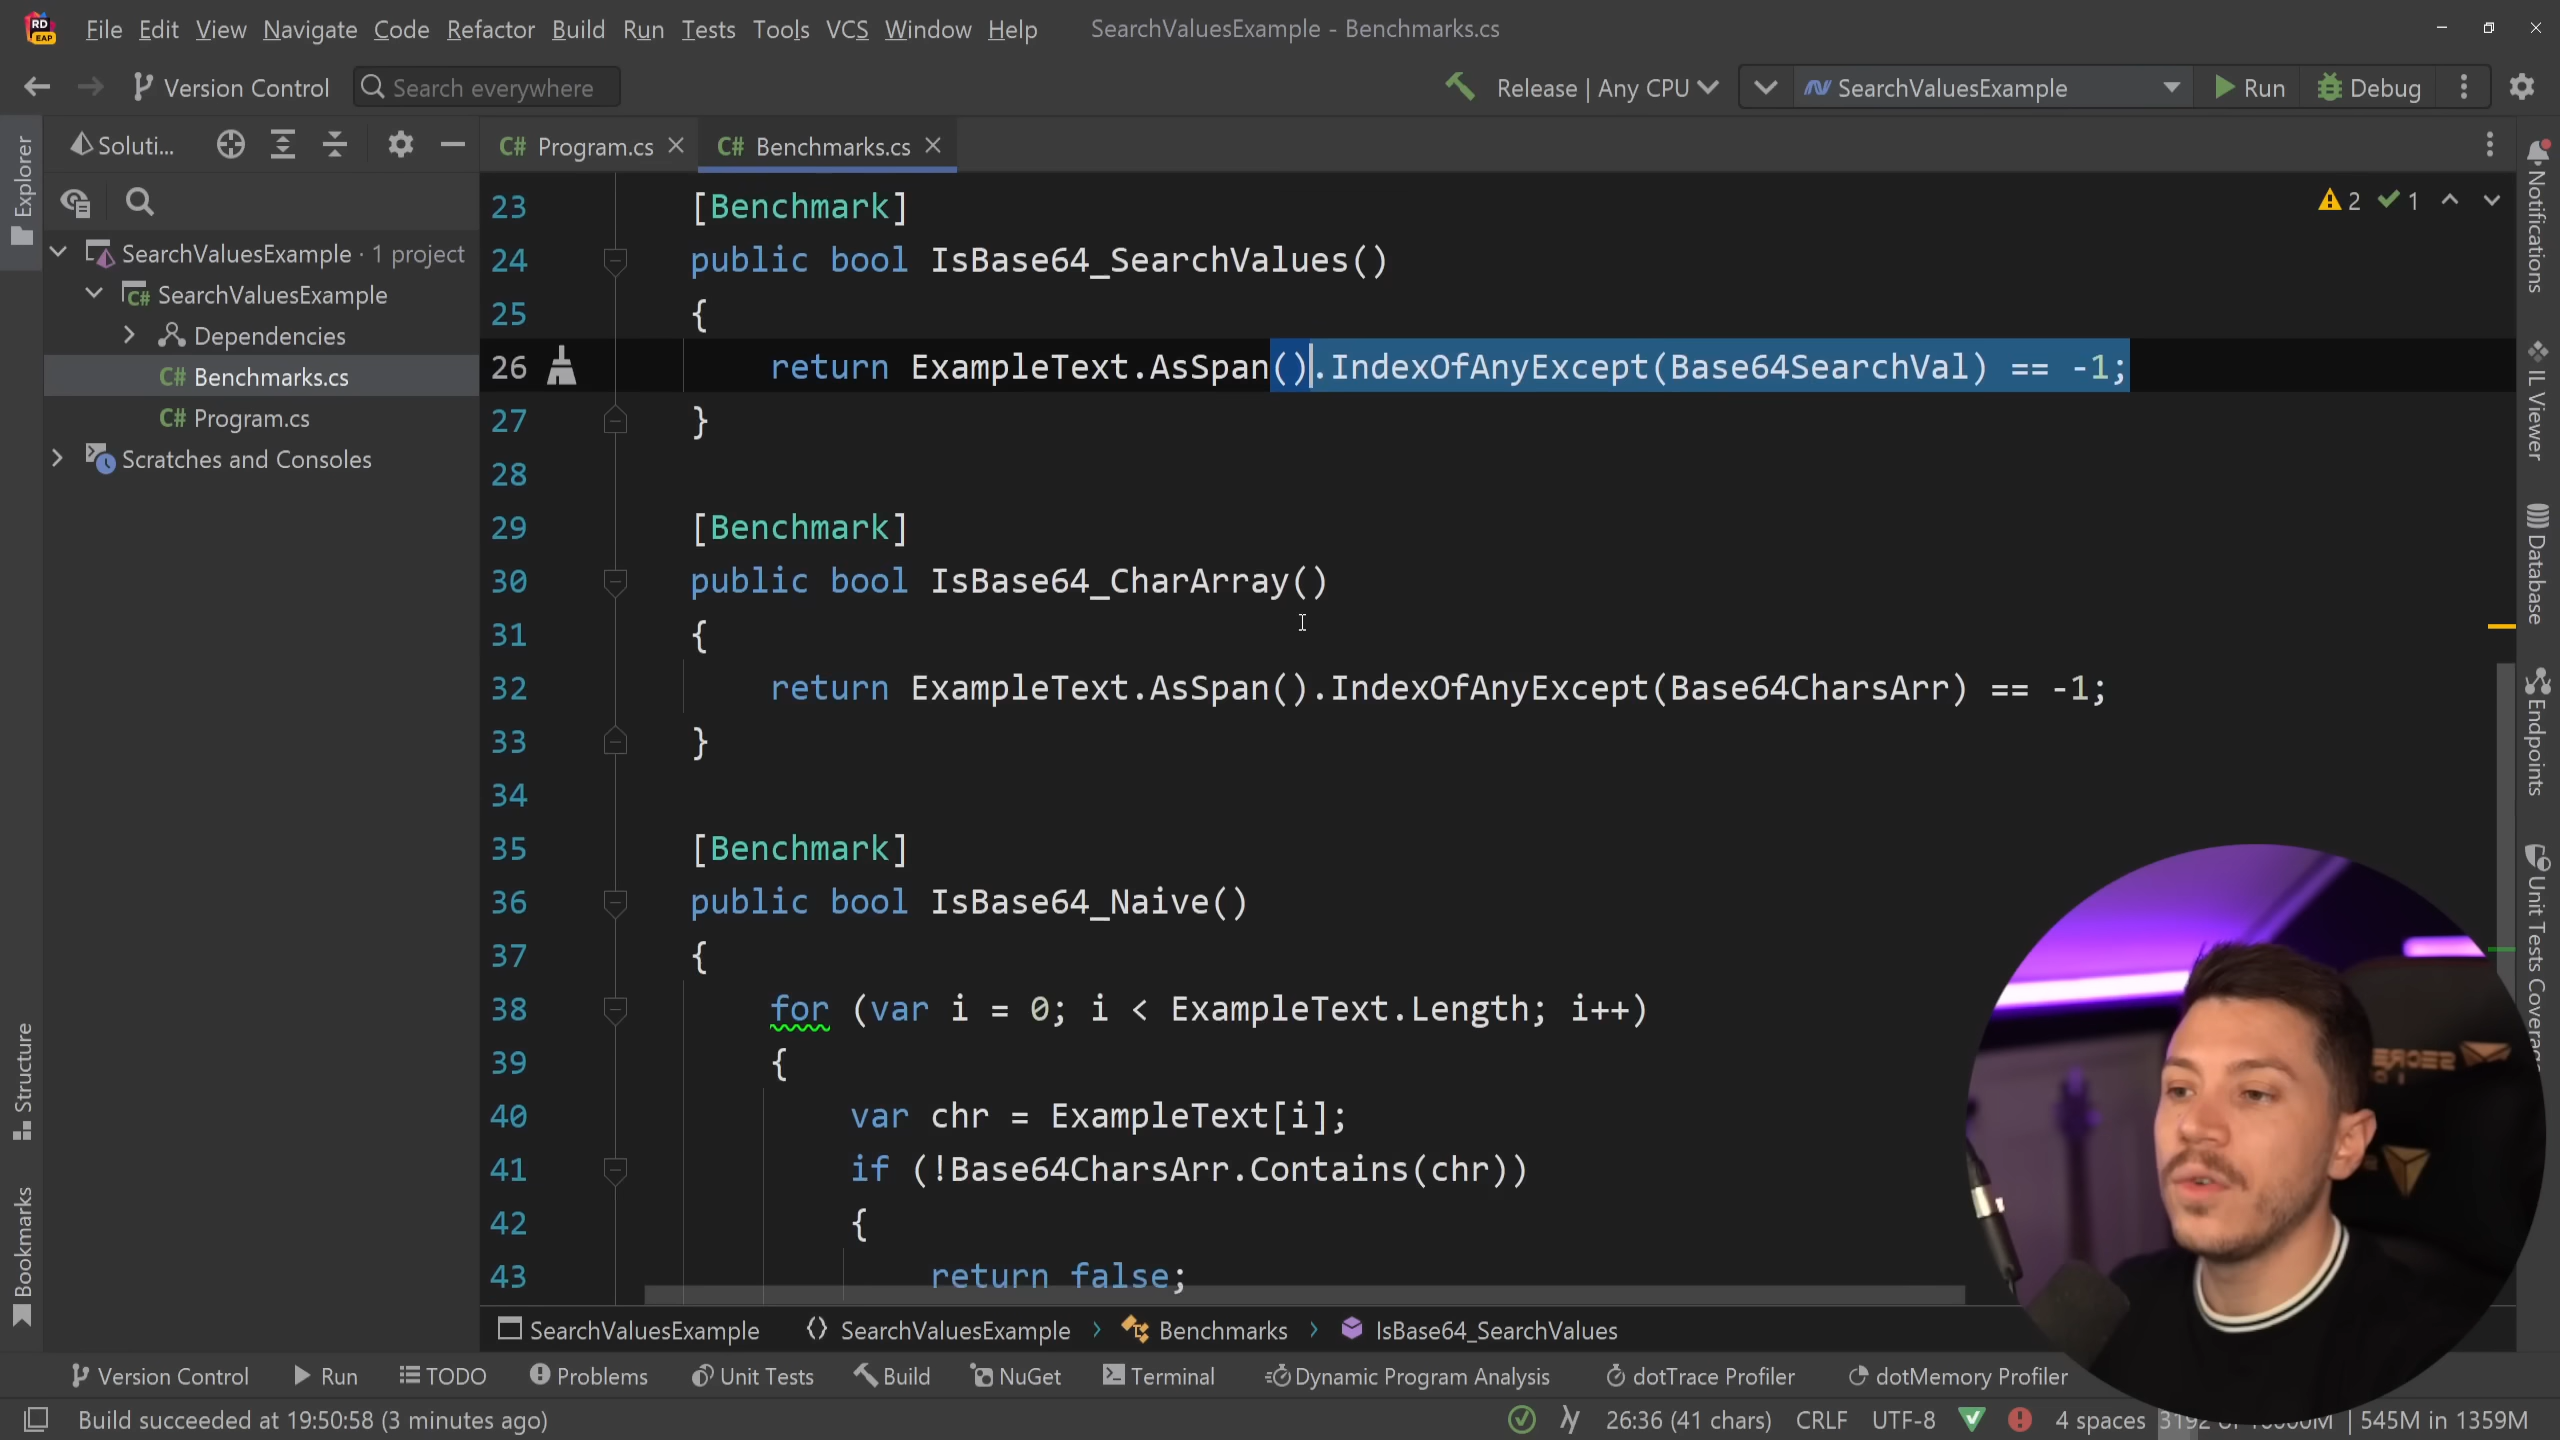 RD
EAP
File Edit View Navigate Code Refactor Build Run Tests Tools VCS Window Help
SearchValuesExample - Benchmarks.cs
Version Control
Search everywhere
Release | Any CPU
SearchValuesExample
Run
Debug
Explorer
Soluti...
C# Program.cs
C# Benchmarks.cs
SearchValuesExample · 1 project
C# SearchValuesExample
Dependencies
C# Benchmarks.cs
C# Program.cs
Scratches and Consoles
2 1
23 [Benchmark]
24 public bool IsBase64_SearchValues()
25 {
26 return ExampleText.AsSpan().IndexOfAnyExcept(Base64SearchVal) == -1;
27 }
28
29 [Benchmark]
30 public bool IsBase64_CharArray()
31 {
32 return ExampleText.AsSpan().IndexOfAnyExcept(Base64CharsArr) == -1;
33 }
34
35 [Benchmark]
36 public bool IsBase64_Naive()
37 {
38 for (var i = 0; i < ExampleText.Length; i++)
39 {
40 var chr = ExampleText[i];
41 if (!Base64CharsArr.Contains(chr))
42 {
43 return false;
Structure
Bookmarks
Notifications
IL Viewer
Database
Endpoints
Unit Tests Coverage
SearchValuesExample
SearchValuesExample
Benchmarks
IsBase64_SearchValues
Version Control Run TODO Problems Unit Tests Build NuGet Terminal Dynamic Program Analysis dotTrace Profiler dotMemory Profiler
Build succeeded at 19:50:58 (3 minutes ago)
26:36 (41 chars) CRLF UTF-8 4 spaces | 545M in 1359M